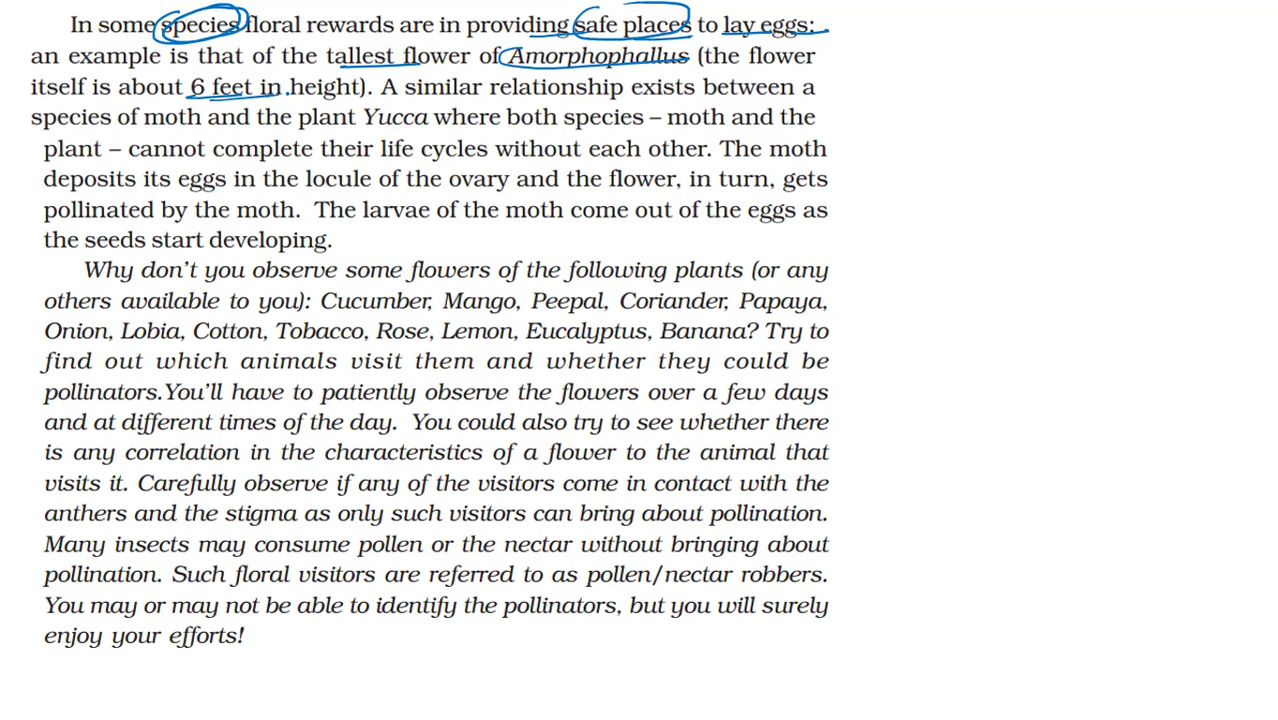 In some species floral rewards are in providing safe places to lay eggs:
an example is that of the tallest flower of Amorphophallus (the flower
itself is about 6 feet in height). A similar relationship exists between a
species of moth and the plant Yucca where both species – moth and the
plant – cannot complete their life cycles without each other. The moth
deposits its eggs in the locule of the ovary and the flower, in turn, gets
pollinated by the moth. The larvae of the moth come out of the eggs as
the seeds start developing.
Why don't you observe some flowers of the following plants (or any
others available to you): Cucumber, Mango, Peepal, Coriander, Papaya,
Onion, Lobia, Cotton, Tobacco, Rose, Lemon, Eucalyptus, Banana? Try to
find out which animals visit them and whether they could be
pollinators.You'll have to patiently observe the flowers over a few days
and at different times of the day. You could also try to see whether there
is any correlation in the characteristics of a flower to the animal that
visits it. Carefully observe if any of the visitors come in contact with the
anthers and the stigma as only such visitors can bring about pollination.
Many insects may consume pollen or the nectar without bringing about
pollination. Such floral visitors are referred to as pollen/nectar robbers.
You may or may not be able to identify the pollinators, but you will surely
enjoy your efforts!